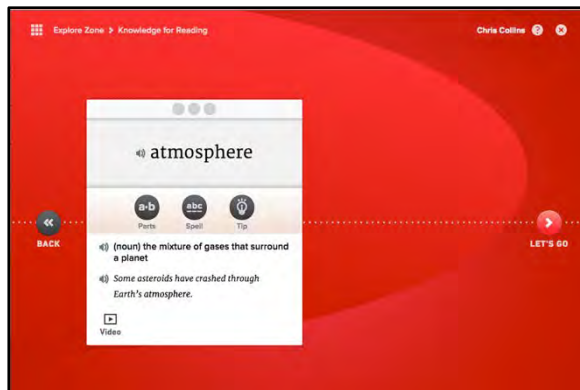 Explore Zone > Knowledge for Reading
Chris Collins ?
atmosphere
a•b abc
Parts Spell Tip
BACK LET'S GO
(noun) the mixture of gases that surround
a planet
Some asteroids have crashed through
Earth's atmosphere.
Video